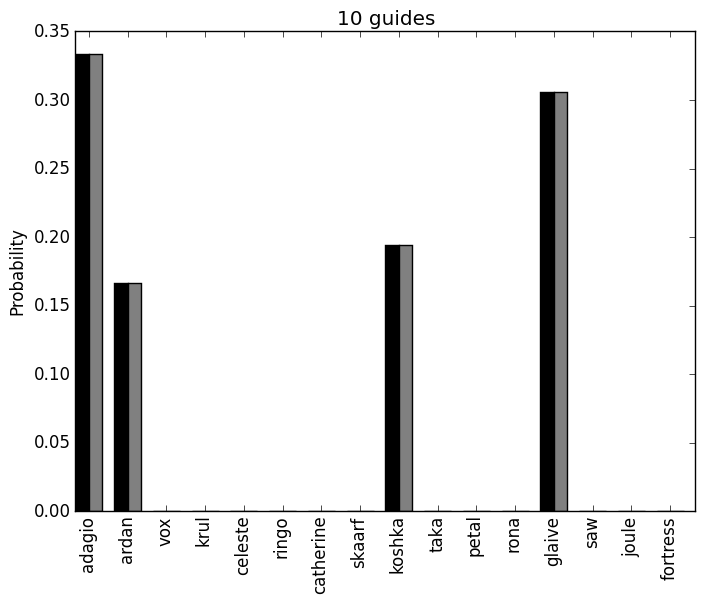 10 guides
Probability
0.35
0.30
0.25
0.20
0.15
0.10
0.05
0.00
adagio
ardan
vox
krul
celeste
ringo
catherine
skaarf
koshka
taka
petal
rona
glaive
saw
joule
fortress